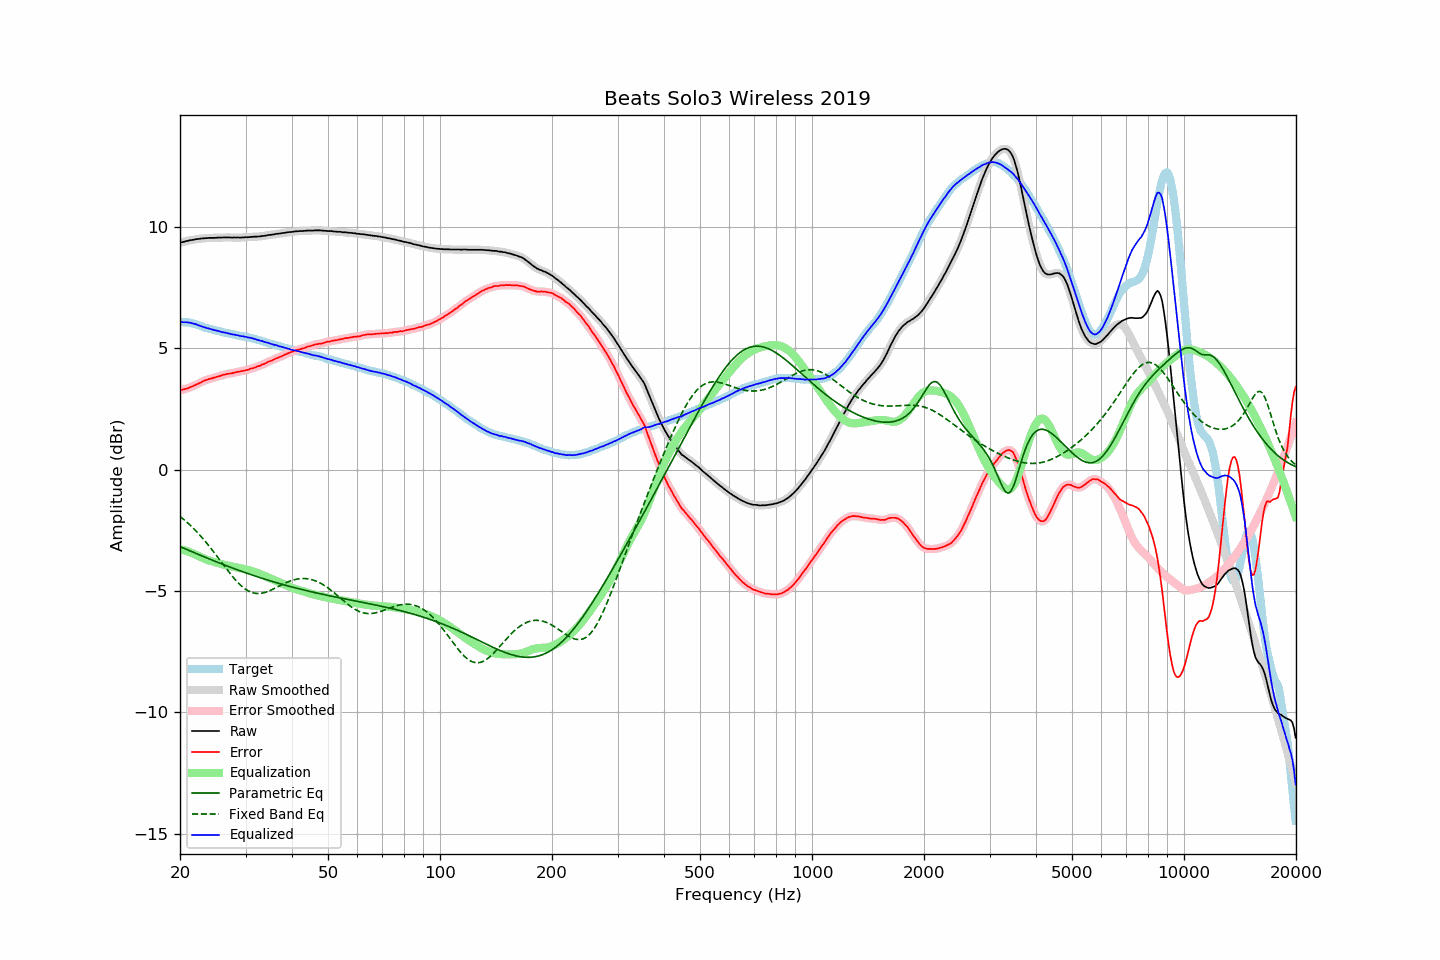 Beats Solo3 Wireless 2019
Amplitude (dBr)
10
5
0
−5
−10
−15
Target
Raw Smoothed
Error Smoothed
Raw
Error
Equalization
Parametric Eq
Fixed Band Eq
Equalized
20 50 100 200 500 1000 2000 5000 10000 20000
Frequency (Hz)